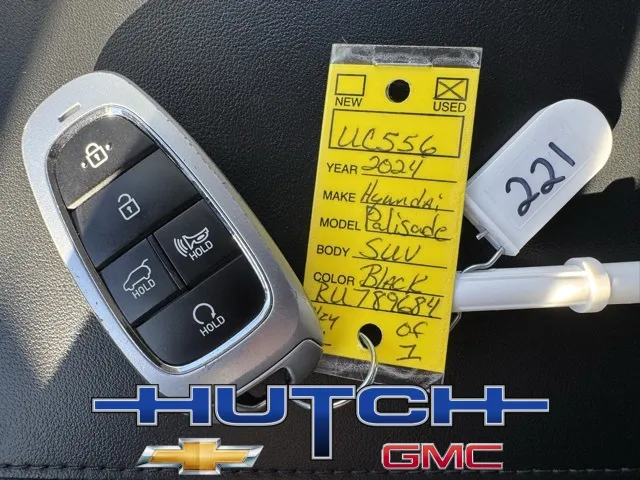 NEW USED
UC556
YEAR 2024
MAKE Hyundai
MODEL Palisade
BODY SUV
COLOR Black
RU789684
OF
1
221
HOLD
HOLD
HOLD
HUTCH
GMC